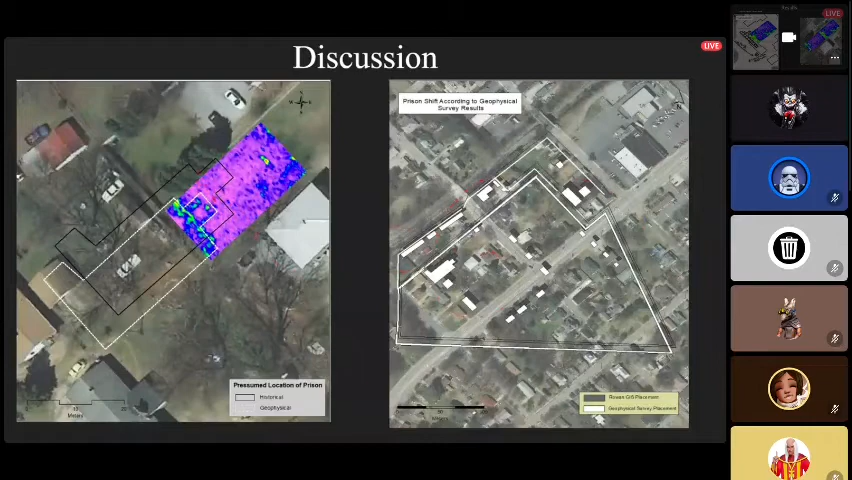 Discussion
LIVE
Prison Shift According to Geophysical
Survey Results
N
Pressumed Location of Prison
Historical
Geophysical
Meters
Meters
Rowan GIS Placement
Geophysical Survey Placement
LIVE